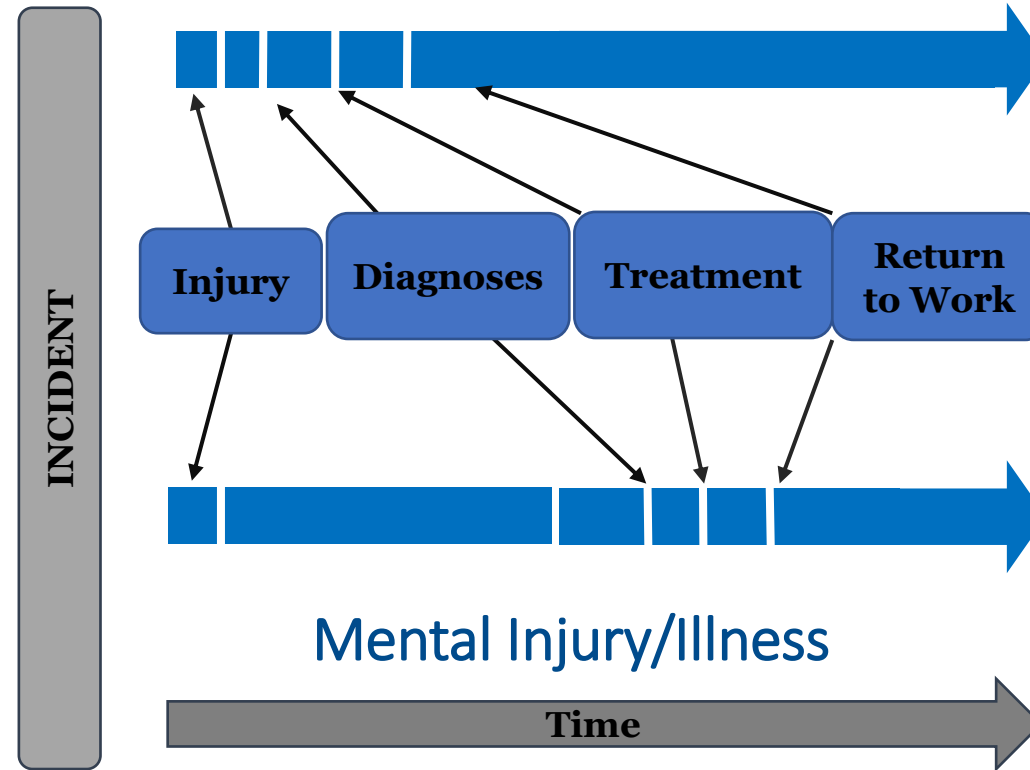 INCIDENT
Injury
Diagnoses
Treatment
Return
to Work
Mental Injury/Illness
Time